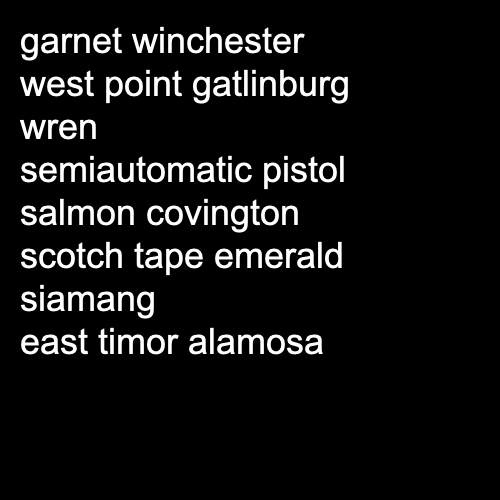 garnet winchester
west point gatlinburg
wren
semiautomatic pistol
salmon covington
scotch tape emerald
siamang
east timor alamosa